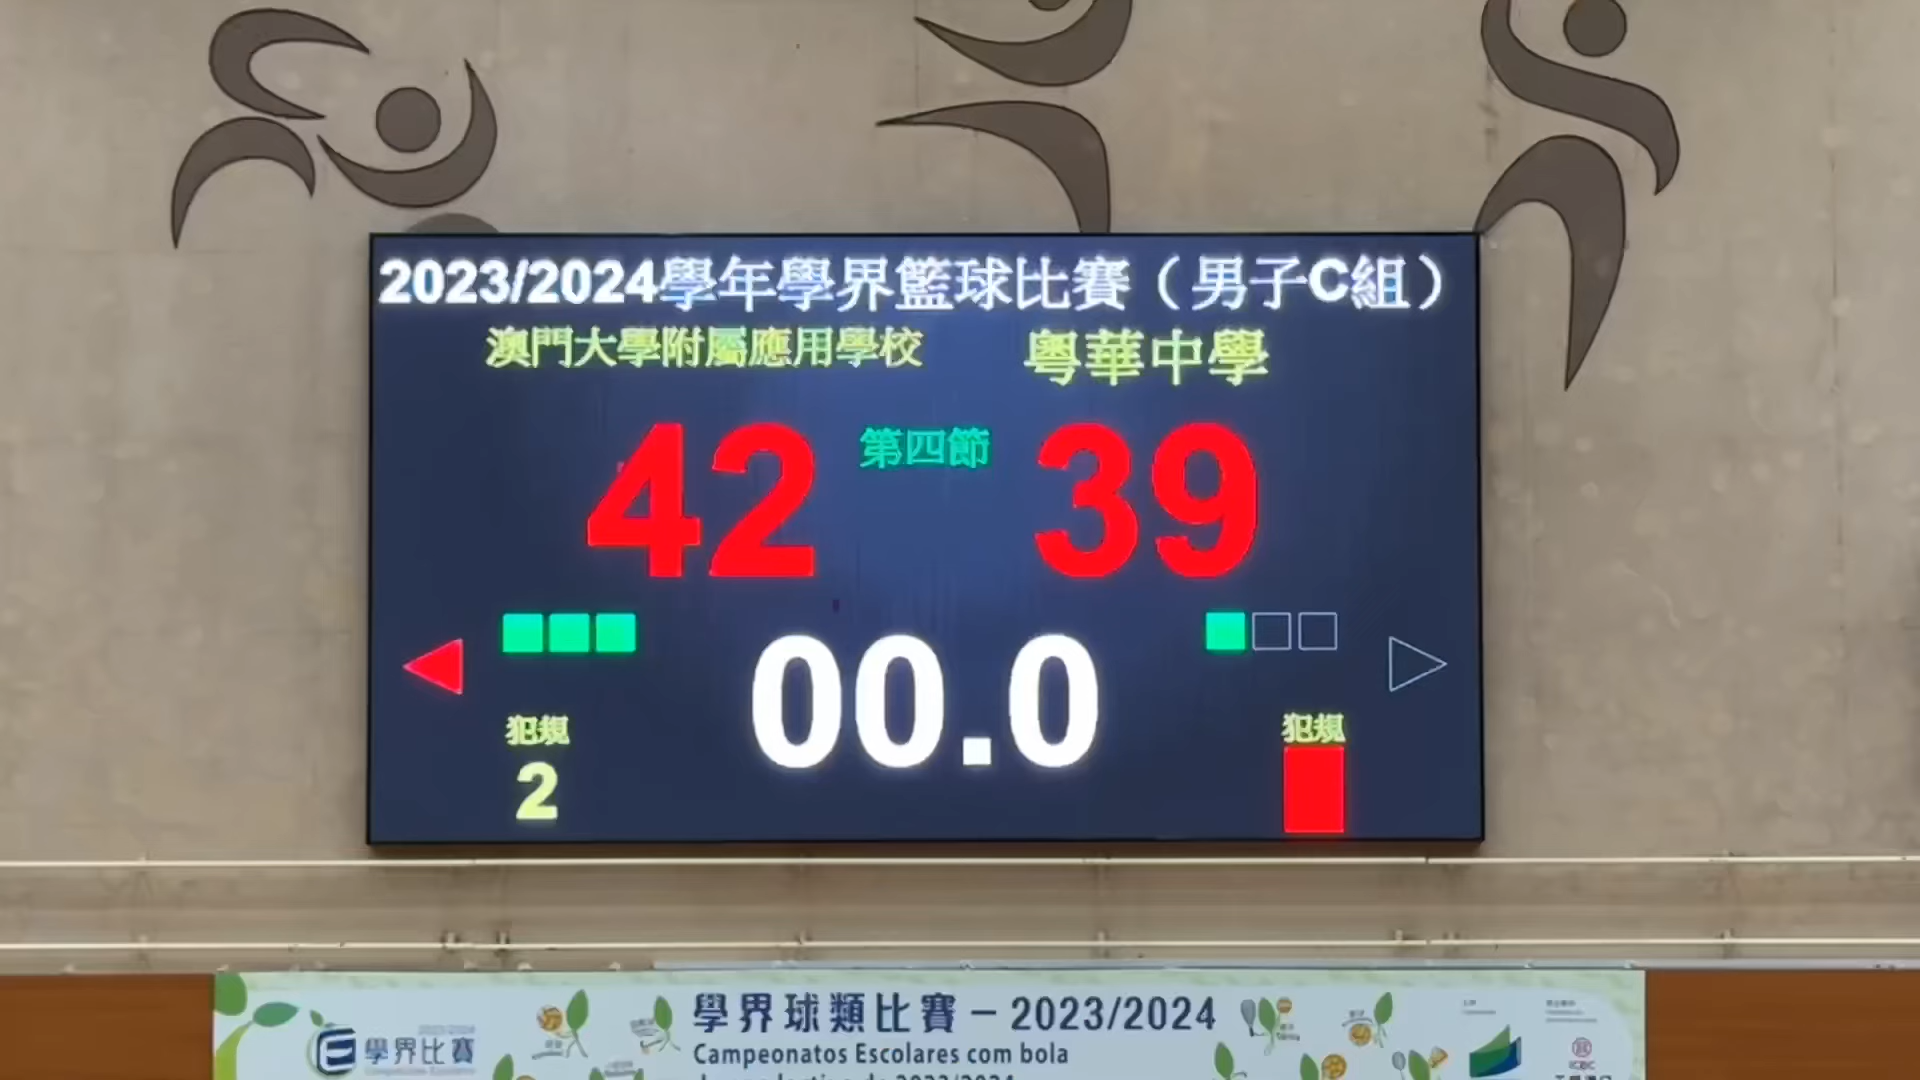 2023/2024學年學界籃球比賽（男子C組）
澳門大學附屬應用學校
粵華中學
42
第四節
39
00.0
犯規
2
犯規
學界球類比賽－2023/2024
Campeonatos Escolares com bola
學界比賽
ICBC